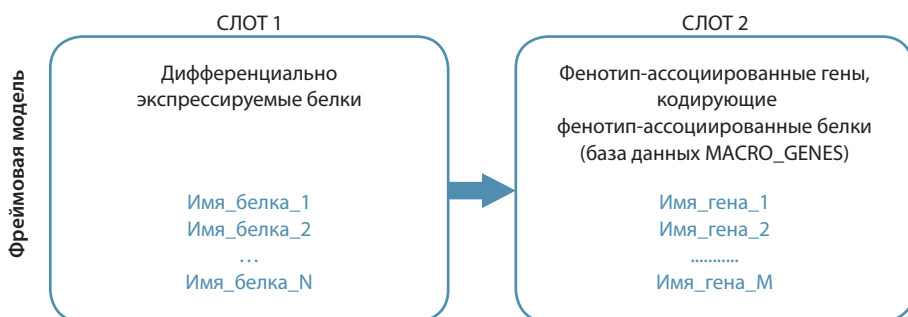 СЛОТ 1
СЛОТ 2
Фреймовая модель
Дифференциально
экспрессируемые белки
Имя_белка_1
Имя_белка_2
…
Имя_белка_N
Фенотип-ассоциированные гены,
кодирующие
фенотип-ассоциированные белки
(база данных MACRO_GENES)
Имя_гена_1
Имя_гена_2
...........
Имя_гена_M